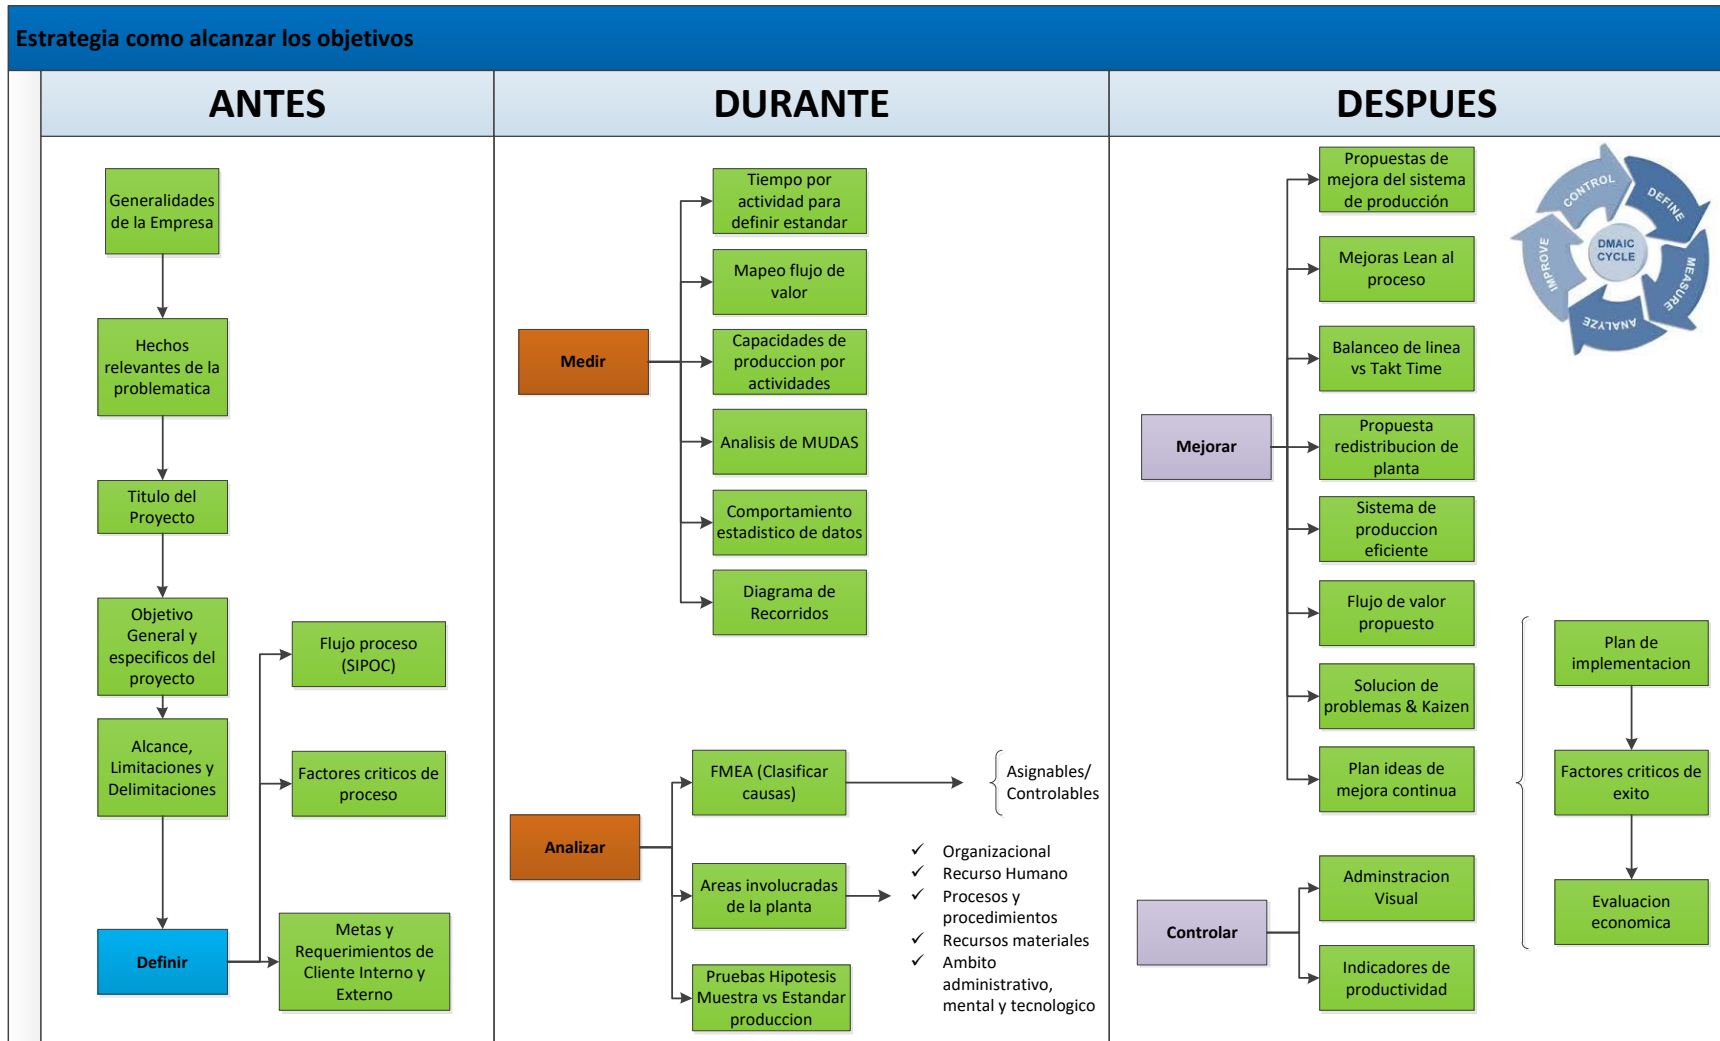 Estrategia como alcanzar los objetivos
ANTES
DURANTE
DESPUES
Generalidades
de la Empresa
Hechos
relevantes de la
problematica
Titulo del
Proyecto
Objetivo
General y
especificos del
proyecto
Alcance,
Limitaciones y
Delimitaciones
Definir
Flujo proceso
(SIPOC)
Factores criticos de
proceso
Metas y
Requerimientos de
Cliente Interno y
Externo
Medir
Tiempo por
actividad para
definir estandar
Mapeo flujo de
valor
Capacidades de
produccion por
actividades
Analisis de MUDAS
Comportamiento
estadistico de datos
Diagrama de
Recorridos
Analizar
FMEA (Clasificar
causas)
Asignables/
Controlables
Areas involucradas
de la planta
✓ Organizacional
✓ Recurso Humano
✓ Procesos y
procedimientos
✓ Recursos materiales
✓ Ambito
administrativo,
mental y tecnologico
Pruebas Hipotesis
Muestra vs Estandar
produccion
Mejorar
Propuestas de
mejora del sistema
de producción
Mejoras Lean al
proceso
Balanceo de linea
vs Takt Time
Propuesta
redistribucion de
planta
Sistema de
produccion
eficiente
Flujo de valor
propuesto
Solucion de
problemas & Kaizen
Plan ideas de
mejora continua
Controlar
Adminstracion
Visual
Indicadores de
productividad
DMAIC
CYCLE
DEFINE
MEASURE
ANALYZE
IMPROVE
CONTROL
Plan de
implementacion
Factores criticos de
exito
Evaluacion
economica